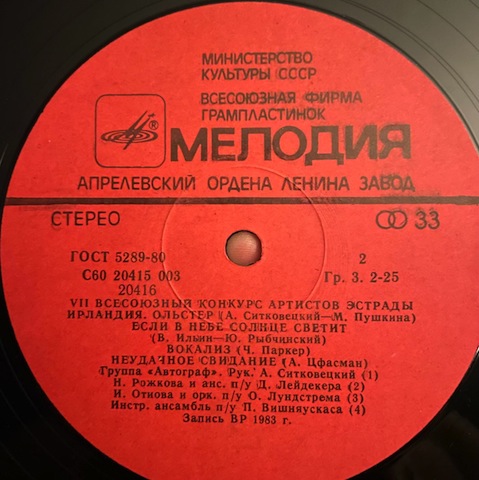 МИНИСТЕРСТВО
КУЛЬТУРЫ СССР
ВСЕСОЮЗНАЯ ФИРМА
ГРАМПЛАСТИНОК
® МЕЛОДИЯ
АПРЕЛЕВСКИЙ ОРДЕНА ЛЕНИНА ЗАВОД
СТЕРЕО 33
ГОСТ 5289-80 2
С60 20415 003 Гр. 3. 2-25
20416
VII ВСЕСОЮЗНЫЙ КОНКУРС АРТИСТОВ ЭСТРАДЫ
ИРЛАНДИЯ. ОЛЬСТЕР (А. Ситковецкий—М. Пушкина)
ЕСЛИ В НЕБЕ СОЛНЦЕ СВЕТИТ
(В. Ильин—Ю. Рыбчинский)
ВОКАЛИЗ (Ч. Паркер)
НЕУДАЧНОЕ СВИДАНИЕ (А. Цфасман)
Группа «Автограф». Рук. А. Ситковецкий (1)
Н. Рожкова и анс. п/у Д. Лейдекера (2)
И. Отиова и орк. п/у О. Лундстрема (3)
Инстр. ансамбль п/у П. Вишняускаса (4)
Запись ВР 1983 г.